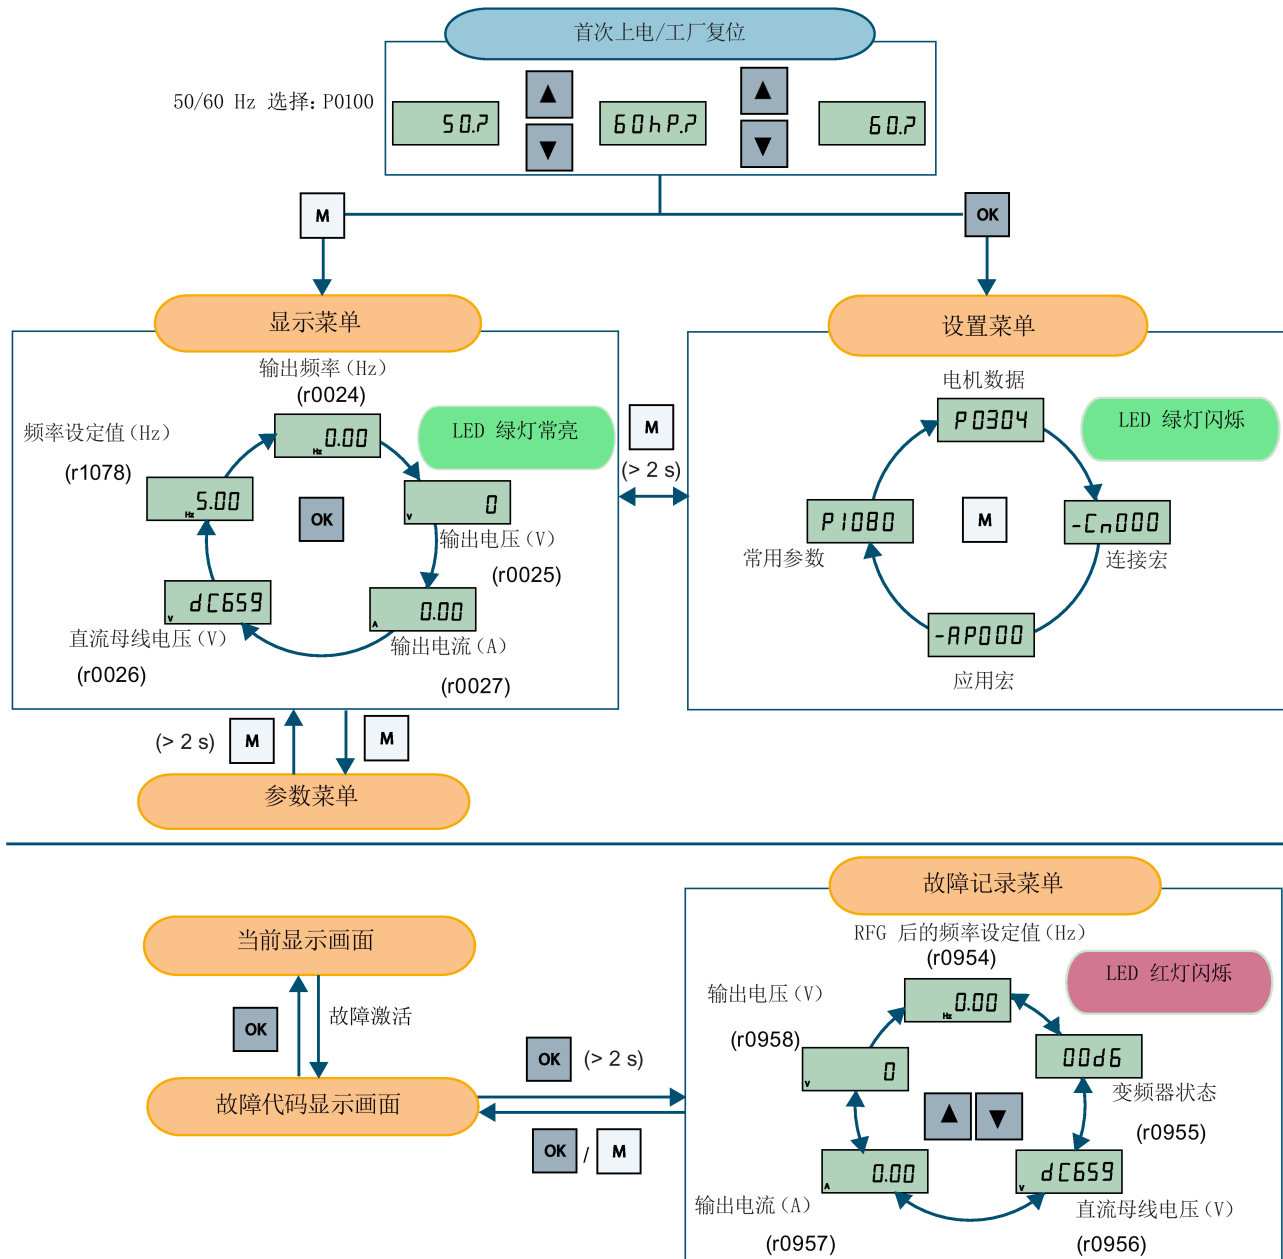 首次上电/工厂复位
50/60 Hz 选择：P0100
50.?
60hP.?
60.?
M
OK
显示菜单
设置菜单
输出频率(Hz)
(r0024)
0.00
Hz
LED 绿灯常亮
频率设定值(Hz)
(r1078)
5.00
Hz
OK
0
V
输出电压(V)
(r0025)
dC659
V
直流母线电压(V)
(r0026)
0.00
A
输出电流(A)
(r0027)
M
(> 2 s)
电机数据
P0304
LED 绿灯闪烁
P1080
常用参数
M
-Cn000
连接宏
-AP000
应用宏
(> 2 s)
M
M
参数菜单
故障记录菜单
RFG 后的频率设定值(Hz)
(r0954)
0.00
Hz
LED 红灯闪烁
当前显示画面
OK
故障激活
故障代码显示画面
OK
(> 2 s)
OK
/
M
输出电压(V)
(r0958)
0
V
00d6
变频器状态
(r0955)
0.00
A
输出电流(A)
(r0957)
dC659
V
直流母线电压(V)
(r0956)